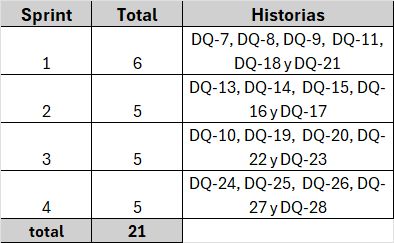 Sprint Total Historias
DQ-7, DQ-8, DQ-9, DQ-11,
1 6 DQ-18 y DQ-21
DQ-13, DQ-14, DQ-15, DQ-
2 5 16 y DQ-17
DQ-10, DQ-19, DQ-20, DQ-
3 5 22 y DQ-23
DQ-24, DQ-25, DQ-26, DQ-
4 5 27 y DQ-28
total 21